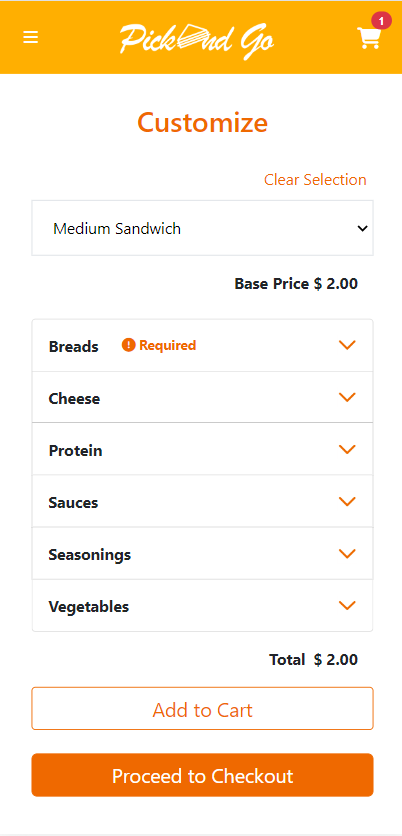 Pick And Go
1
Customize
Clear Selection
Medium Sandwich
Base Price $ 2.00
Breads Required
Cheese
Protein
Sauces
Seasonings
Vegetables
Total $ 2.00
Add to Cart
Proceed to Checkout